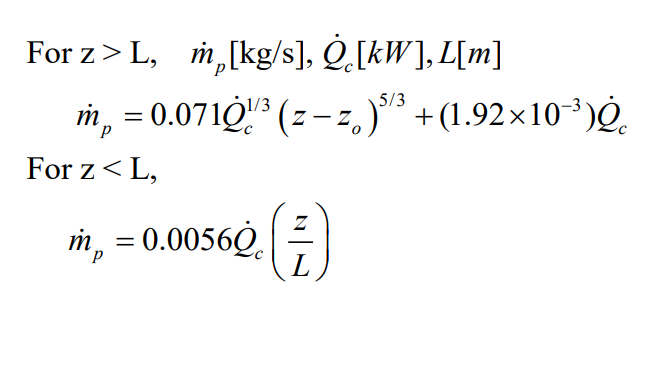 For z > L, ṁₚ[kg/s], Q̇c[kW], L[m]
ṁₚ = 0.071Q̇c^1/3 (z − zₒ)^5/3 + (1.92×10⁻³)Q̇c
For z < L,
ṁₚ = 0.0056Q̇c (z/L)